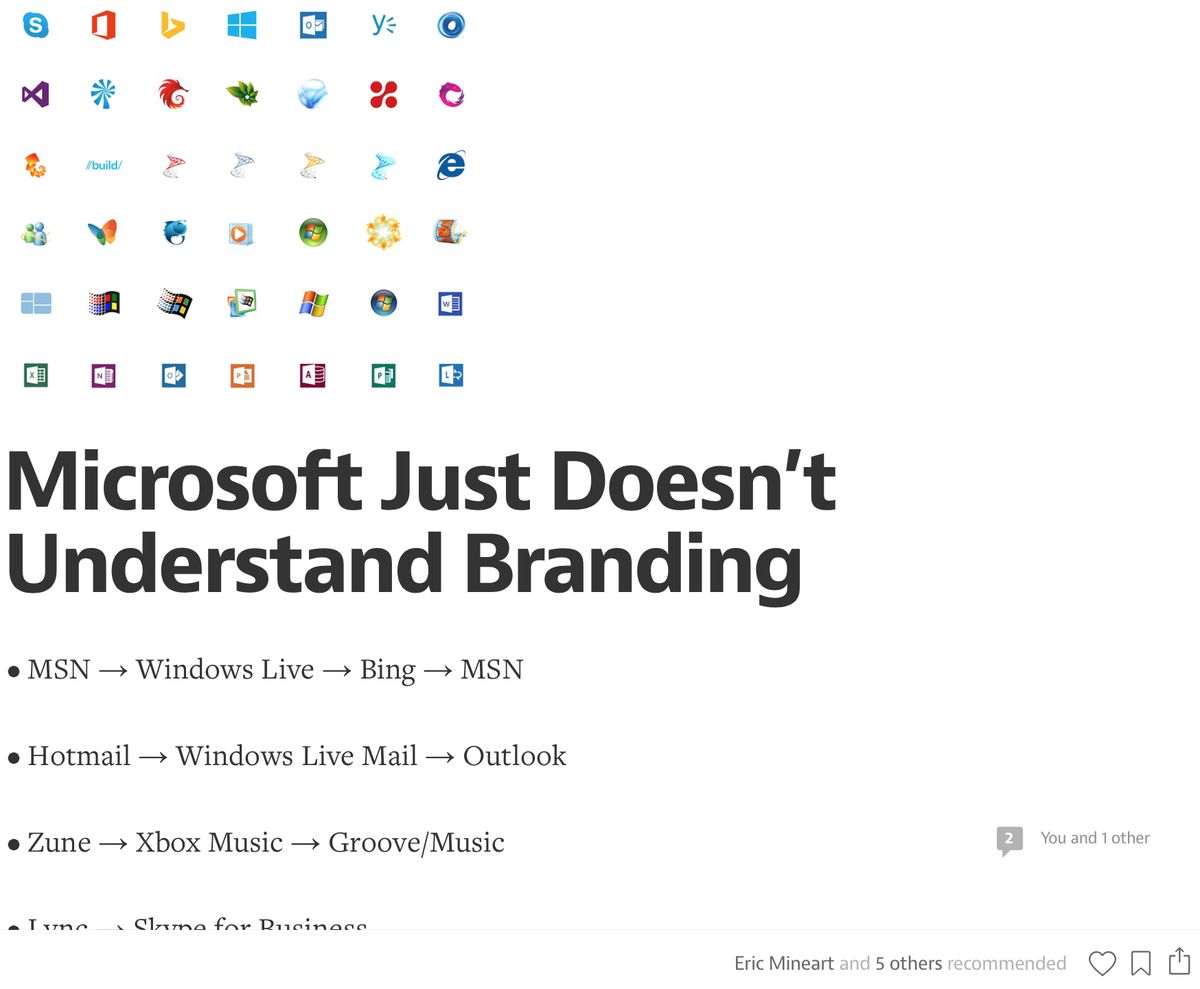 //build/
Microsoft Just Doesn’t
Understand Branding
• MSN → Windows Live → Bing → MSN
• Hotmail → Windows Live Mail → Outlook
• Zune → Xbox Music → Groove/Music
2 You and 1 other
• Lync → Skype for Business
Eric Mineart and 5 others recommended